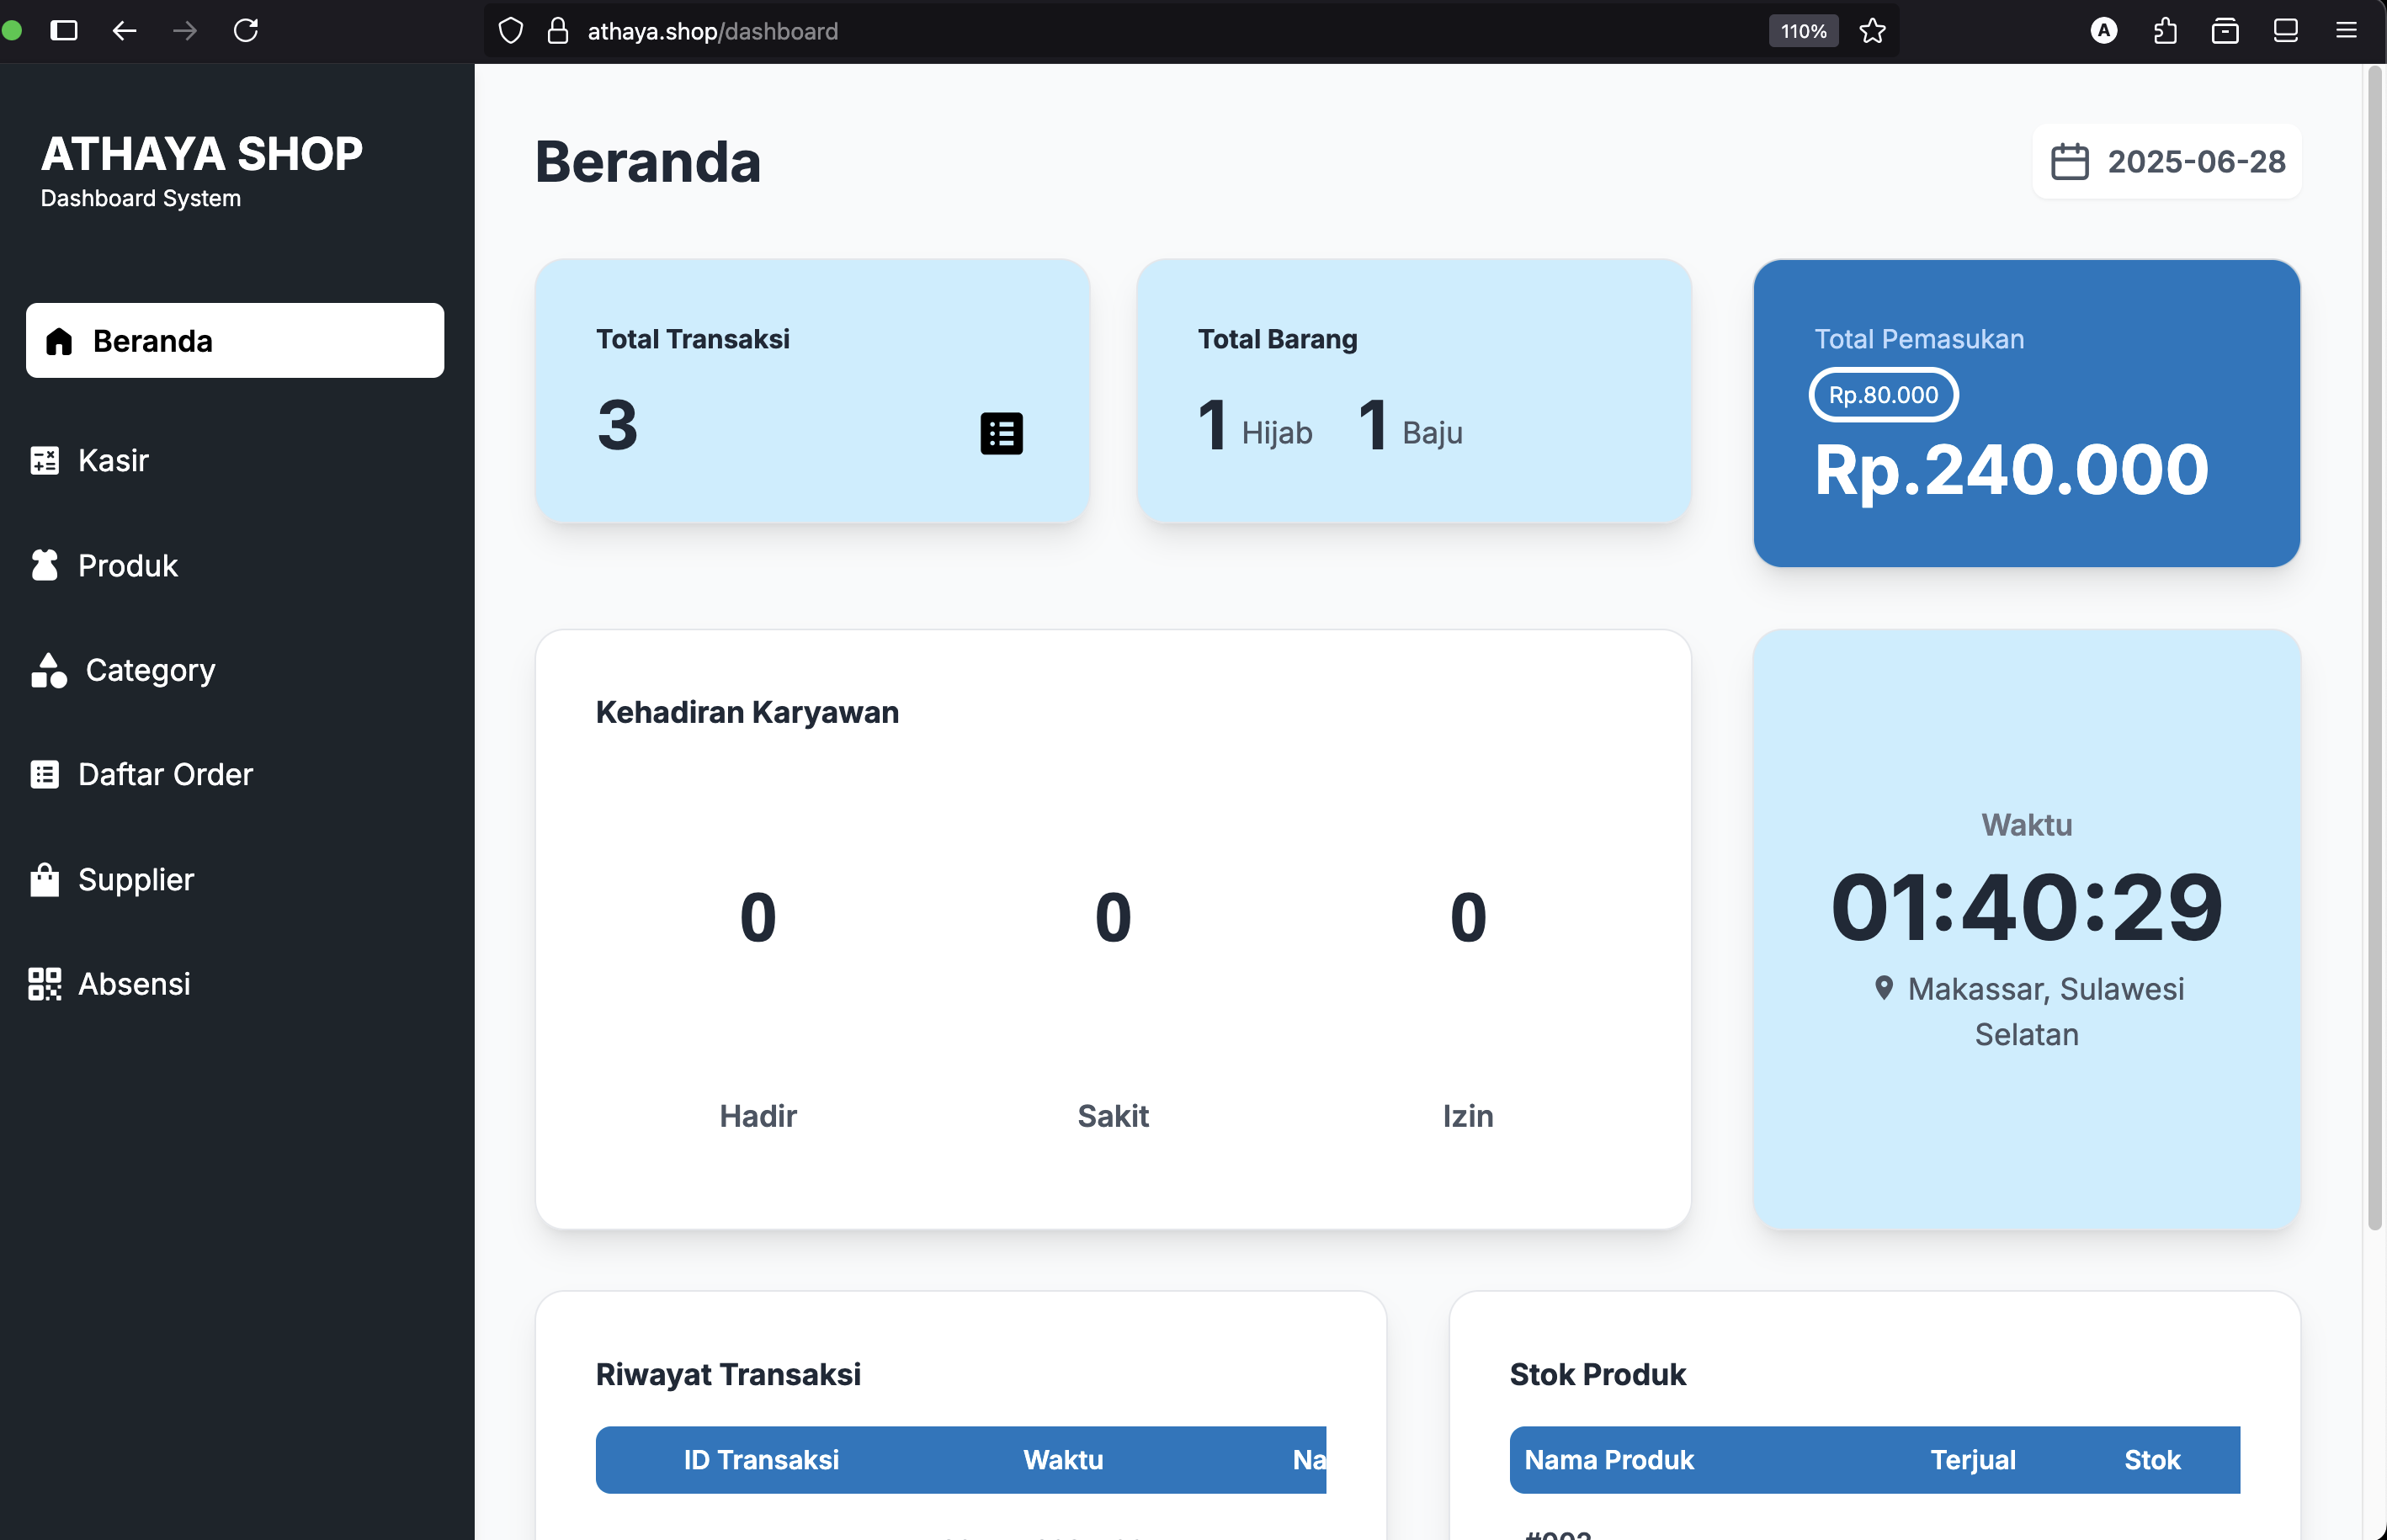 athaya.shop/dashboard
110%
A
ATHAYA SHOP
Dashboard System
Beranda
Kasir
Produk
Category
Daftar Order
Supplier
Absensi
Beranda
2025-06-28
Total Transaksi
3
Total Barang
1 Hijab 1 Baju
Total Pemasukan
Rp.80.000
Rp.240.000
Kehadiran Karyawan
0 0 0
Hadir Sakit Izin
Waktu
01:40:29
Makassar, Sulawesi
Selatan
Riwayat Transaksi
ID Transaksi Waktu Na
Stok Produk
Nama Produk Terjual Stok